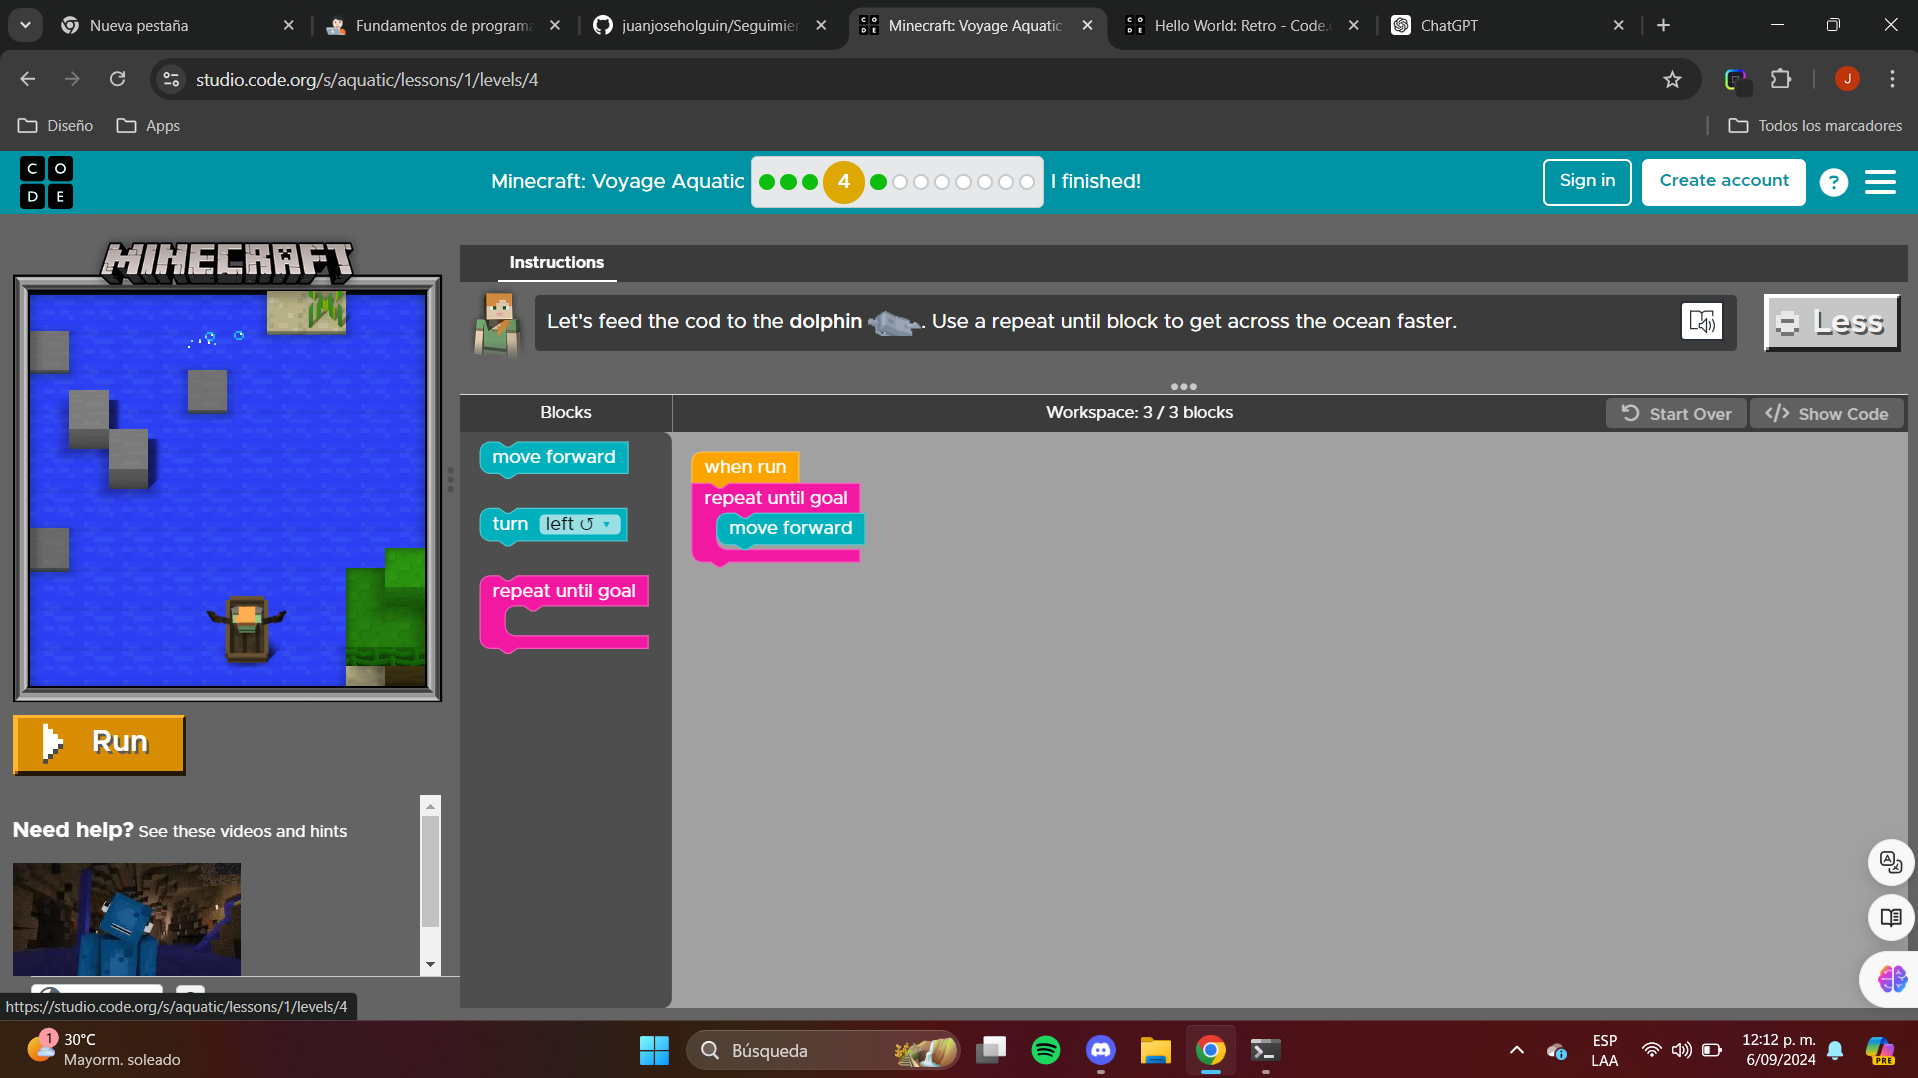 Nueva pestaña
Fundamentos de programa
juanjoseholguin/Seguimier
Minecraft: Voyage Aquatic
Hello World: Retro - Code.o
ChatGPT
studio.code.org/s/aquatic/lessons/1/levels/4
J
Diseño
Apps
Todos los marcadores
C O
D E
Minecraft: Voyage Aquatic
4
I finished!
Sign in
Create account
?
MINECRAFT
Instructions
Let's feed the cod to the dolphin . Use a repeat until block to get across the ocean faster.
Less
Blocks
Workspace: 3 / 3 blocks
Start Over
</> Show Code
move forward
turn left ↺ ▾
repeat until goal
when run
repeat until goal
move forward
Run
Need help? See these videos and hints
https://studio.code.org/s/aquatic/lessons/1/levels/4
1
30°C
Mayorm. soleado
Búsqueda
ESP
LAA
12:12 p. m.
6/09/2024
PRE